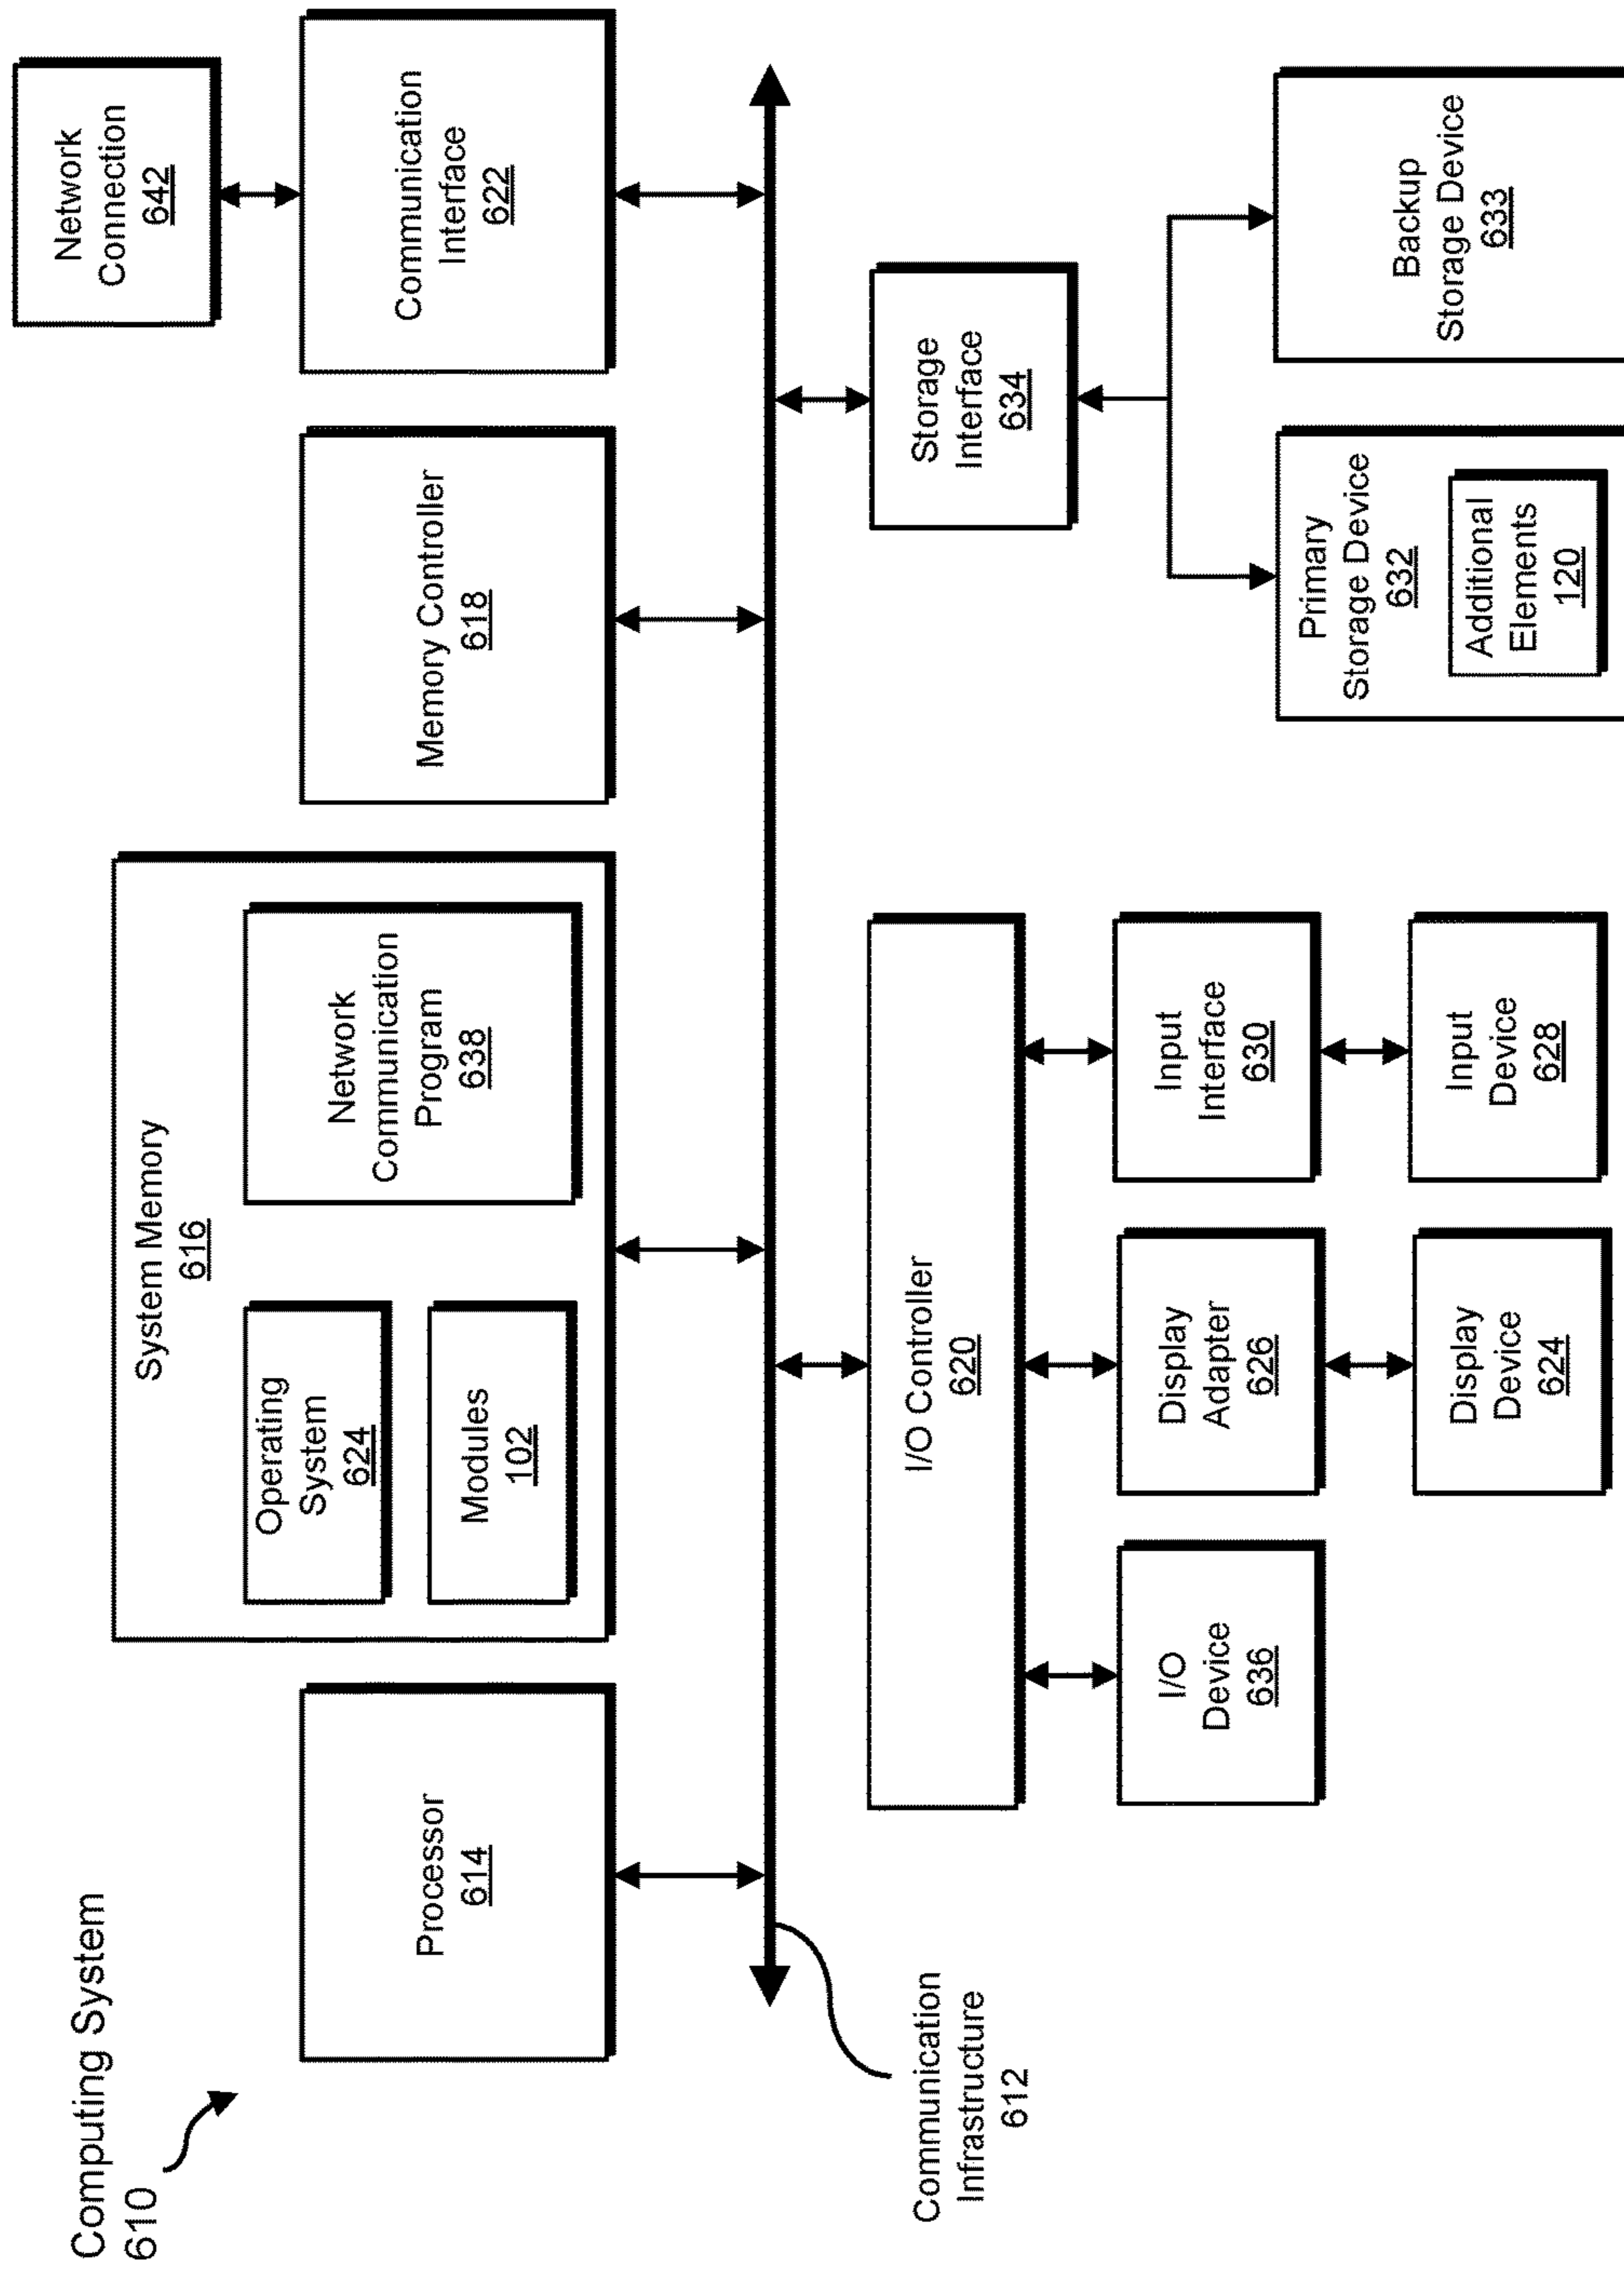 Computing System
610
Processor
614
System Memory
616
Operating
System
624
Modules
102
Network
Communication
Program
638
Memory Controller
618
Network
Connection
642
Communication
Interface
622
Communication
Infrastructure
612
I/O Controller
620
I/O
Device
636
Display
Adapter
626
Display
Device
624
Input
Interface
630
Input
Device
628
Storage
Interface
634
Primary
Storage Device
632
Additional
Elements
120
Backup
Storage Device
633